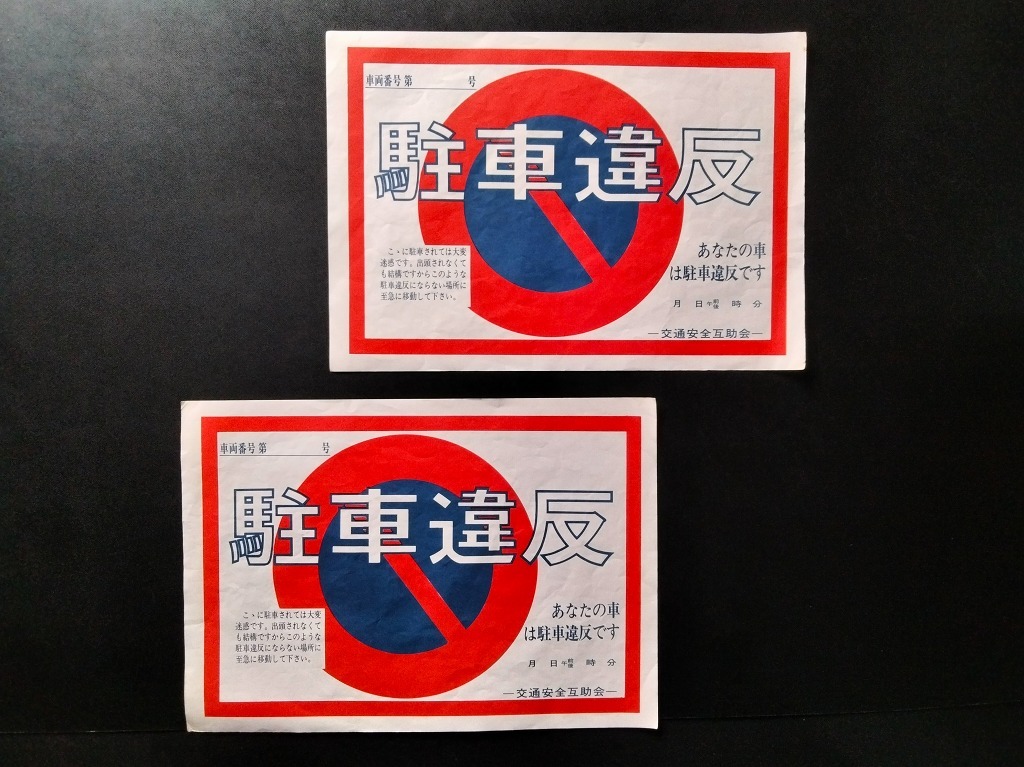 車両番号 第　　　　号
駐車違反
こゝに駐車されては大変
迷惑です。出頭されなくて
も結構ですからこのような
駐車違反にならない場所に
至急に移動して下さい。
あなたの車
は駐車違反です
月　日　午前後　時　分
—交通安全互助会—
車両番号 第　　　　号
駐車違反
こゝに駐車されては大変
迷惑です。出頭されなくて
も結構ですからこのような
駐車違反にならない場所に
至急に移動して下さい。
あなたの車
は駐車違反です
月　日　午前後　時　分
—交通安全互助会—